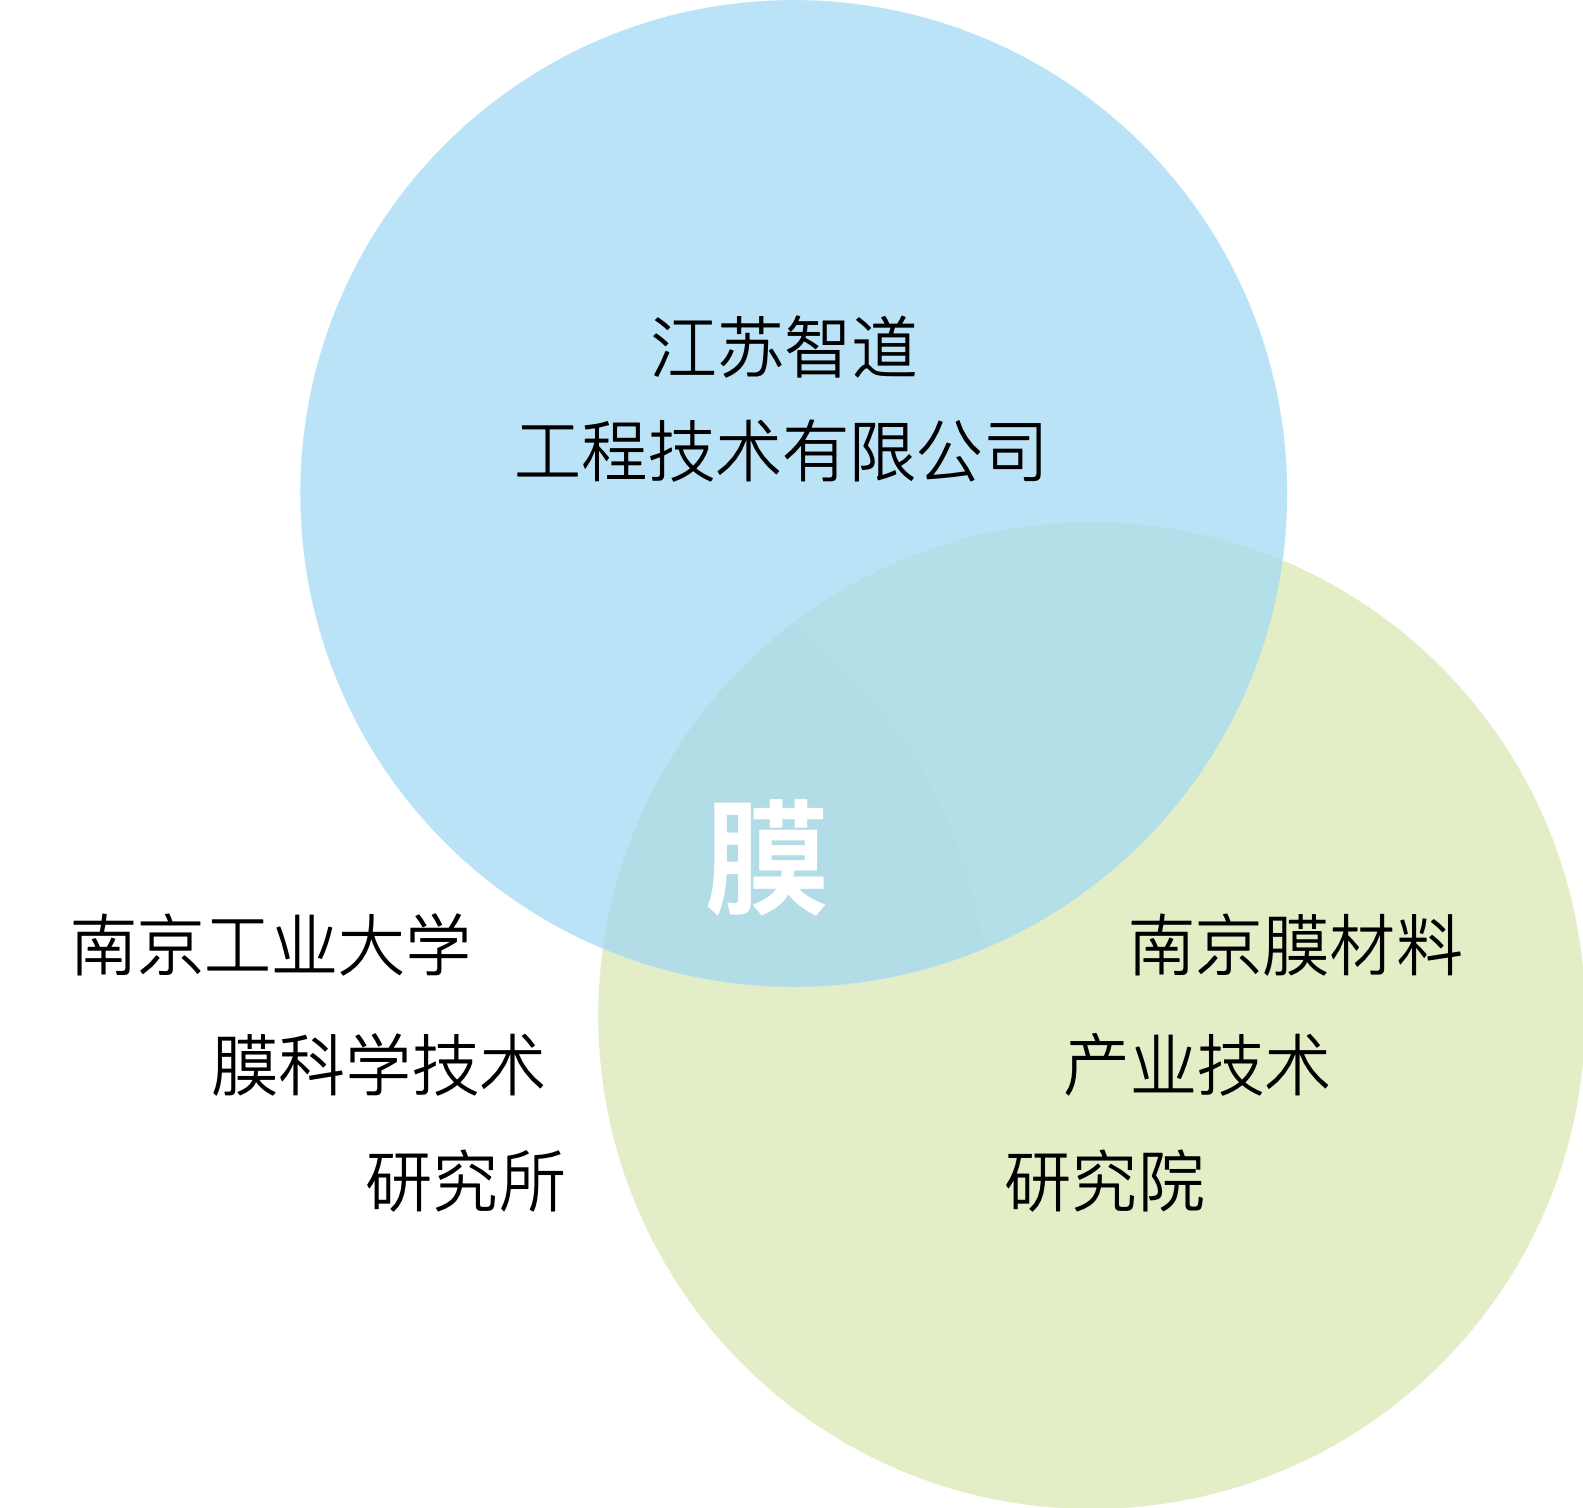 江苏智道
工程技术有限公司
膜
南京工业大学
膜科学技术
研究所
南京膜材料
产业技术
研究院